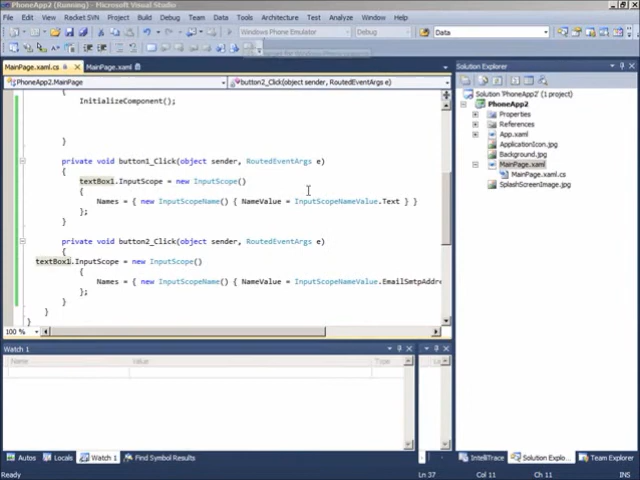 PhoneApp2 (Running) - Microsoft Visual Studio
File Edit View Rocket SVN Project Build Debug Team Data Tools Architecture Test Analyze Window Help
Windows Phone Emulator Data
MainPage.xaml.cs MainPage.xaml
PhoneApp2.MainPage button2_Click(object sender, RoutedEventArgs e)
InitializeComponent();
}
private void button1_Click(object sender, RoutedEventArgs e)
{
textBox1.InputScope = new InputScope()
{
Names = { new InputScopeName() { NameValue = InputScopeNameValue.Text } }
};
}
private void button2_Click(object sender, RoutedEventArgs e)
{
textBox1.InputScope = new InputScope()
{
Names = { new InputScopeName() { NameValue = InputScopeNameValue.EmailSmtpAddre
};
}
}
}
100 %
Watch 1
Name Value Type
Autos Locals Watch 1 Find Symbol Results
Solution Explorer
Solution 'PhoneApp2' (1 project)
PhoneApp2
Properties
References
App.xaml
ApplicationIcon.jpg
Background.jpg
MainPage.xaml
MainPage.xaml.cs
SplashScreenImage.jpg
IntelliTrace Solution Explo... Team Explorer
Ready Ln 37 Col 11 Ch 11 INS